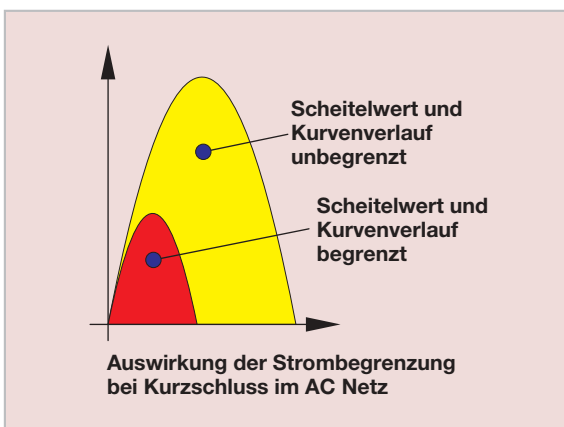 Scheitelwert und
Kurvenverlauf
unbegrenzt
Scheitelwert und
Kurvenverlauf
begrenzt
Auswirkung der Strombegrenzung
bei Kurzschluss im AC Netz